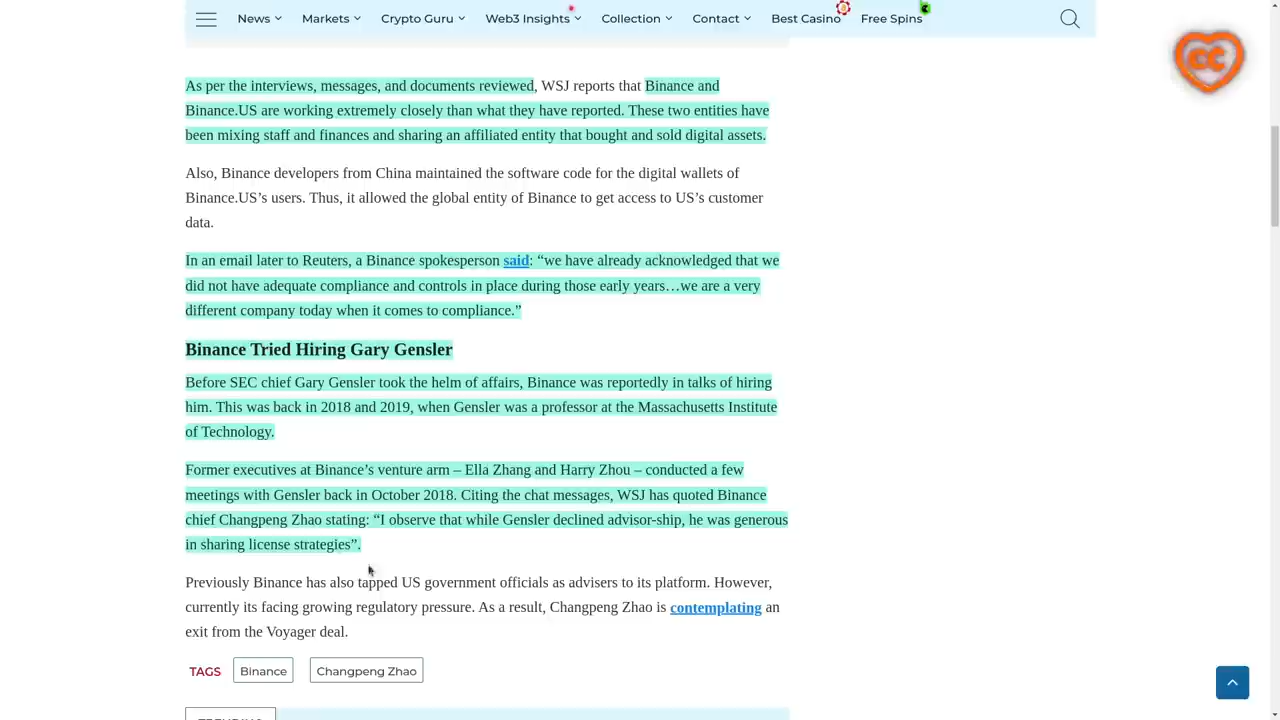 News Markets Crypto Guru Web3 Insights Collection Contact Best Casino Free Spins
CC
As per the interviews, messages, and documents reviewed, WSJ reports that Binance and
Binance.US are working extremely closely than what they have reported. These two entities have
been mixing staff and finances and sharing an affiliated entity that bought and sold digital assets.
Also, Binance developers from China maintained the software code for the digital wallets of
Binance.US’s users. Thus, it allowed the global entity of Binance to get access to US’s customer
data.
In an email later to Reuters, a Binance spokesperson said: “we have already acknowledged that we
did not have adequate compliance and controls in place during those early years…we are a very
different company today when it comes to compliance.”
Binance Tried Hiring Gary Gensler
Before SEC chief Gary Gensler took the helm of affairs, Binance was reportedly in talks of hiring
him. This was back in 2018 and 2019, when Gensler was a professor at the Massachusetts Institute
of Technology.
Former executives at Binance’s venture arm – Ella Zhang and Harry Zhou – conducted a few
meetings with Gensler back in October 2018. Citing the chat messages, WSJ has quoted Binance
chief Changpeng Zhao stating: “I observe that while Gensler declined advisor-ship, he was generous
in sharing license strategies”.
Previously Binance has also tapped US government officials as advisers to its platform. However,
currently its facing growing regulatory pressure. As a result, Changpeng Zhao is contemplating an
exit from the Voyager deal.
TAGS Binance Changpeng Zhao